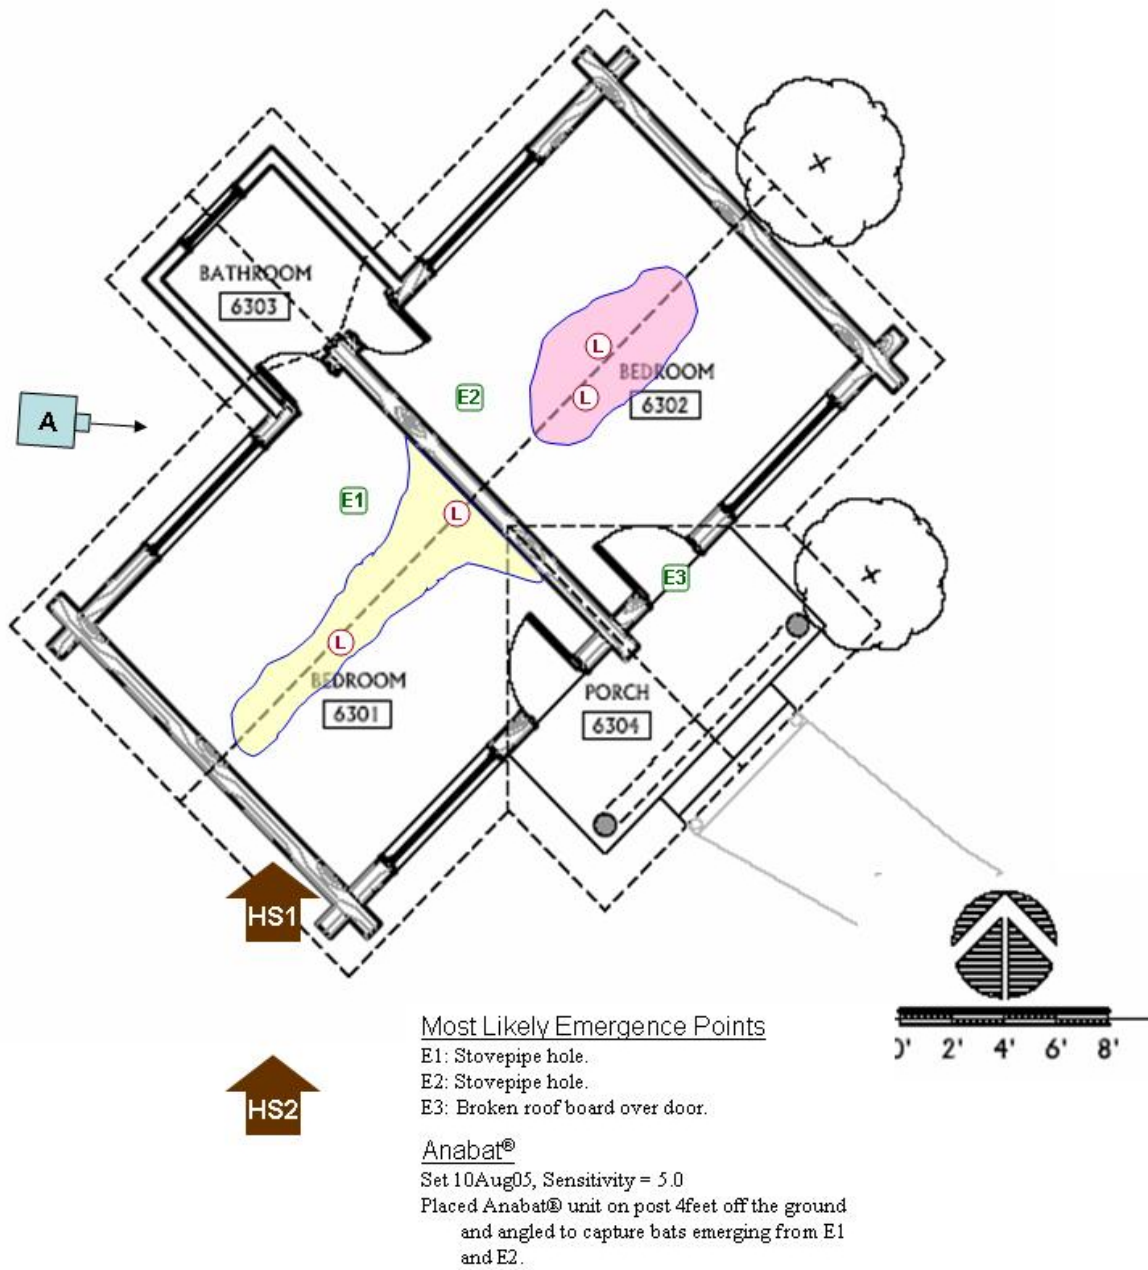 BATHROOM
6303
L
BEDROOM
6302
L
A
E2
E1
L
E3
L
BEDROOM
6301
PORCH
6304
HS1
Most Likely Emergence Points
E1: Stovepipe hole.
E2: Stovepipe hole.
E3: Broken roof board over door.
0' 2' 4' 6' 8'
HS2
Anabat®
Set 10Aug05, Sensitivity = 5.0
Placed Anabat® unit on post 4feet off the ground
and angled to capture bats emerging from E1
and E2.